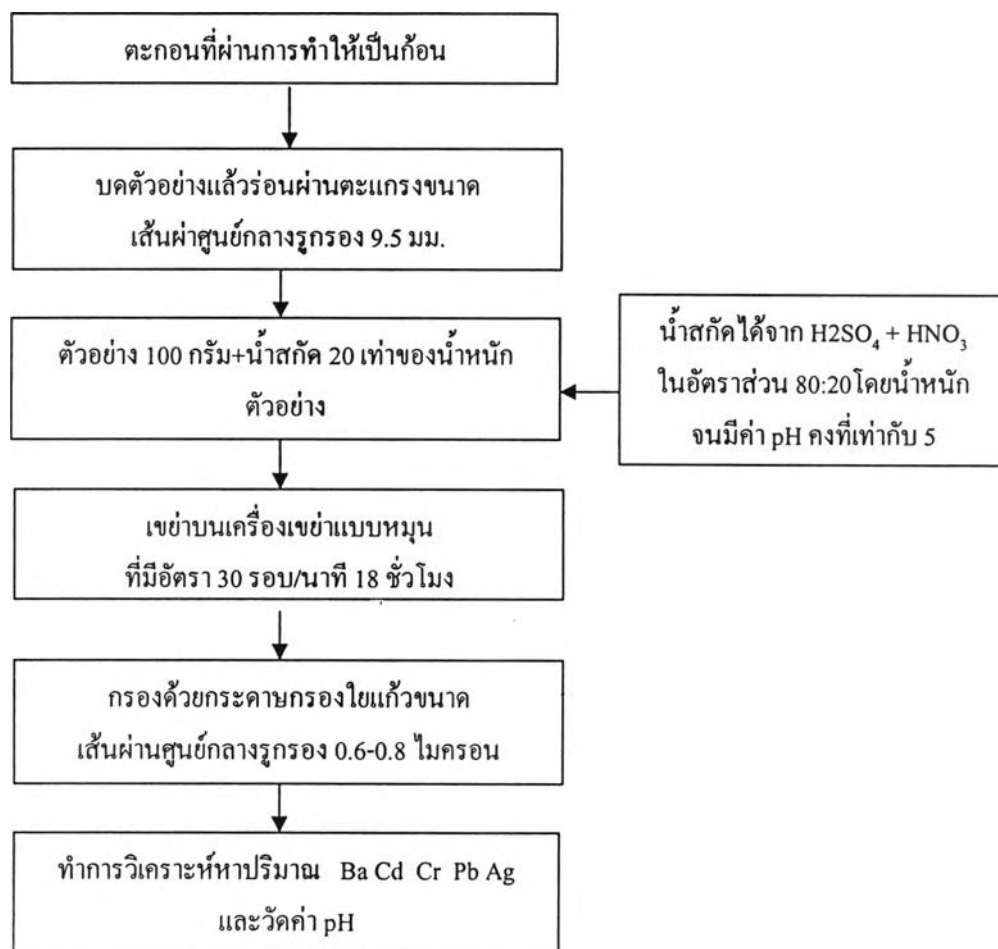 ตะกอนที่ผ่านการทำให้เป็นก้อน
บดตัวอย่างแล้วร่อนผ่านตะแกรงขนาด
เส้นผ่าศูนย์กลางรูกรอง 9.5 มม.
ตัวอย่าง 100 กรัม+น้ำสกัด 20 เท่าของน้ำหนัก
ตัวอย่าง
น้ำสกัดได้จาก H2SO₄ + HNO₃
ในอัตราส่วน 80:20 โดยน้ำหนัก
จนมีค่า pH คงที่เท่ากับ 5
เขย่าบนเครื่องเขย่าแบบหมุน
ที่มีอัตรา 30 รอบ/นาที 18 ชั่วโมง
กรองด้วยกระดาษกรองใยแก้วขนาด
เส้นผ่านศูนย์กลางรูกรอง 0.6-0.8 ไมครอน
ทำการวิเคราะห์หาปริมาณ Ba Cd Cr Pb Ag
และวัดค่า pH